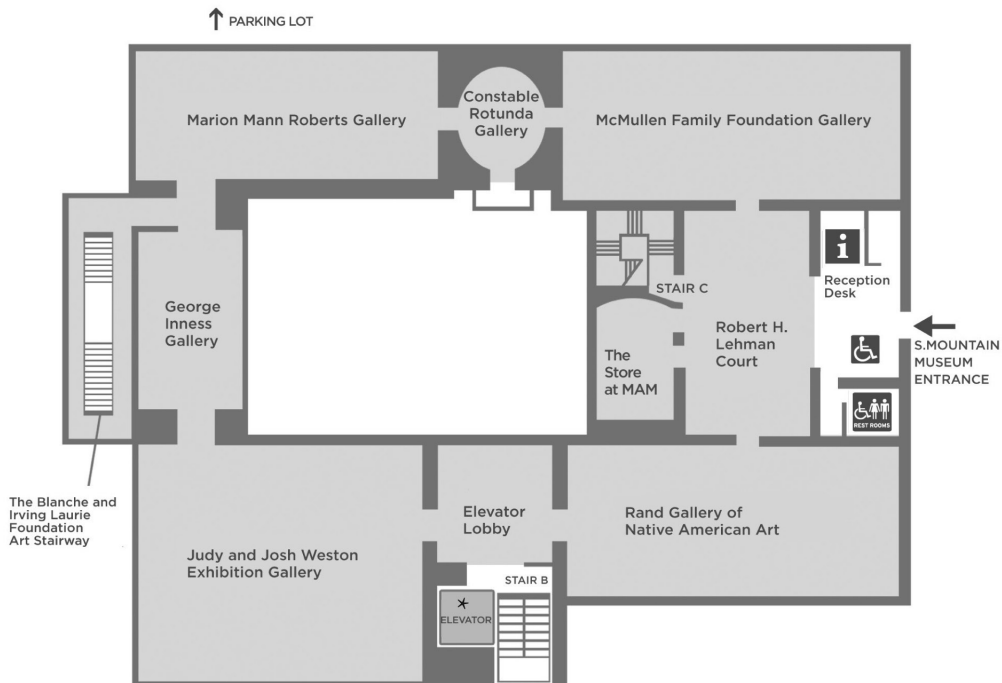 PARKING LOT
Marion Mann Roberts Gallery
Constable
Rotunda
Gallery
McMullen Family Foundation Gallery
i
Reception
Desk
STAIR C
George
Inness
Gallery
The
Store
at MAM
Robert H.
Lehman
Court
S.MOUNTAIN
MUSEUM
ENTRANCE
REST ROOMS
The Blanche and
Irving Laurie
Foundation
Art Stairway
Judy and Josh Weston
Exhibition Gallery
Elevator
Lobby
Rand Gallery of
Native American Art
STAIR B
ELEVATOR